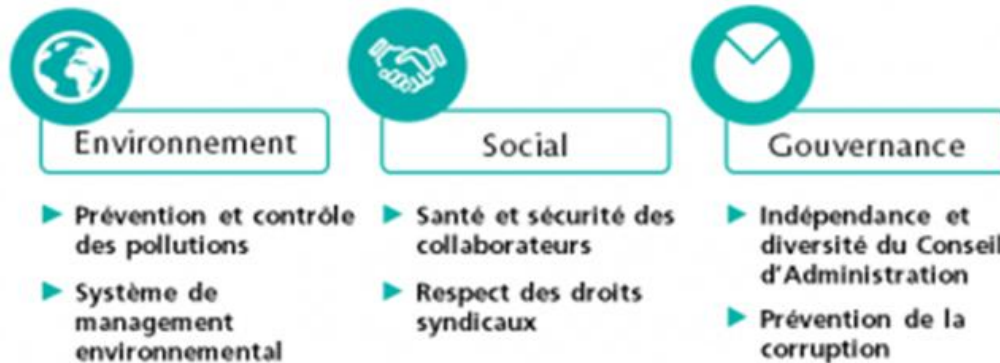 Environnement
Prévention et contrôle
des pollutions
Système de
management
environnemental
Social
Santé et sécurité des
collaborateurs
Respect des droits
syndicaux
Gouvernance
Indépendance et
diversité du Conseil
d'Administration
Prévention de la
corruption